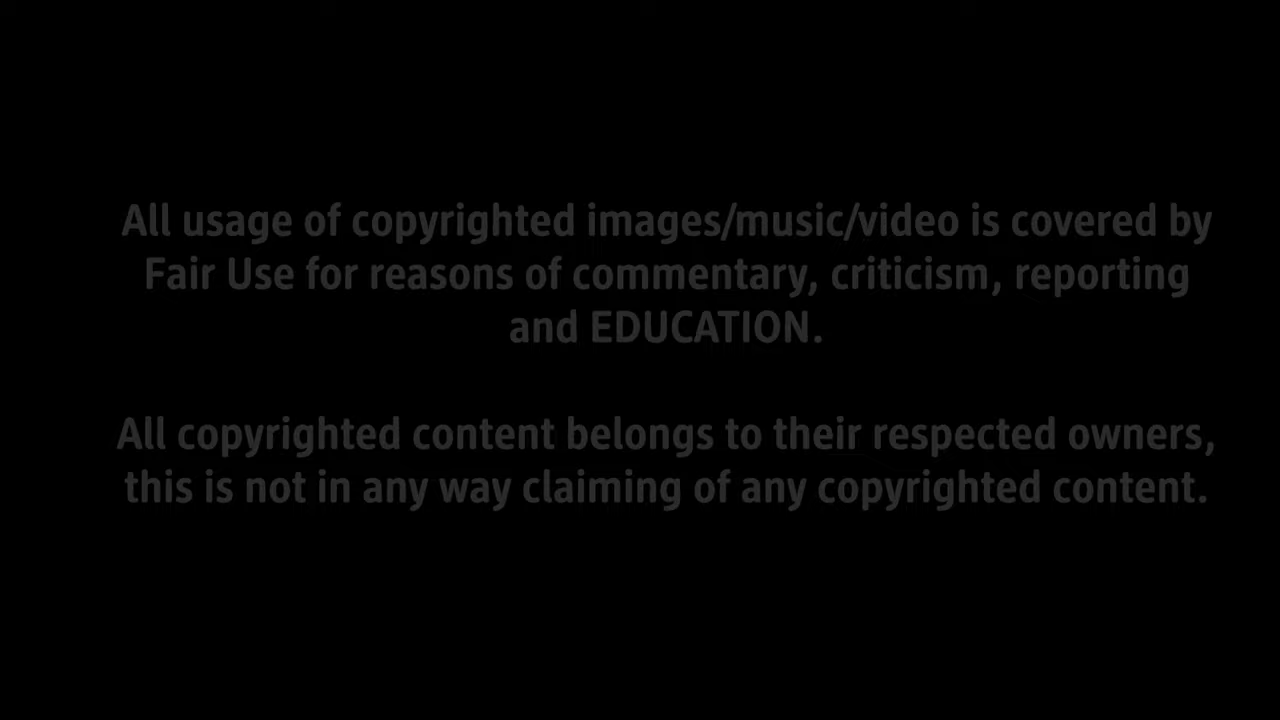 All usage of copyrighted images/music/video is covered by
Fair Use for reasons of commentary, criticism, reporting
and EDUCATION.
All copyrighted content belongs to their respected owners,
this is not in any way claiming of any copyrighted content.